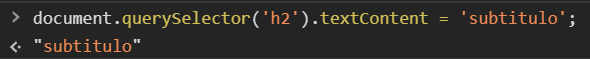 > document.querySelector('h2').textContent = 'subtitulo';
<· "subtitulo"